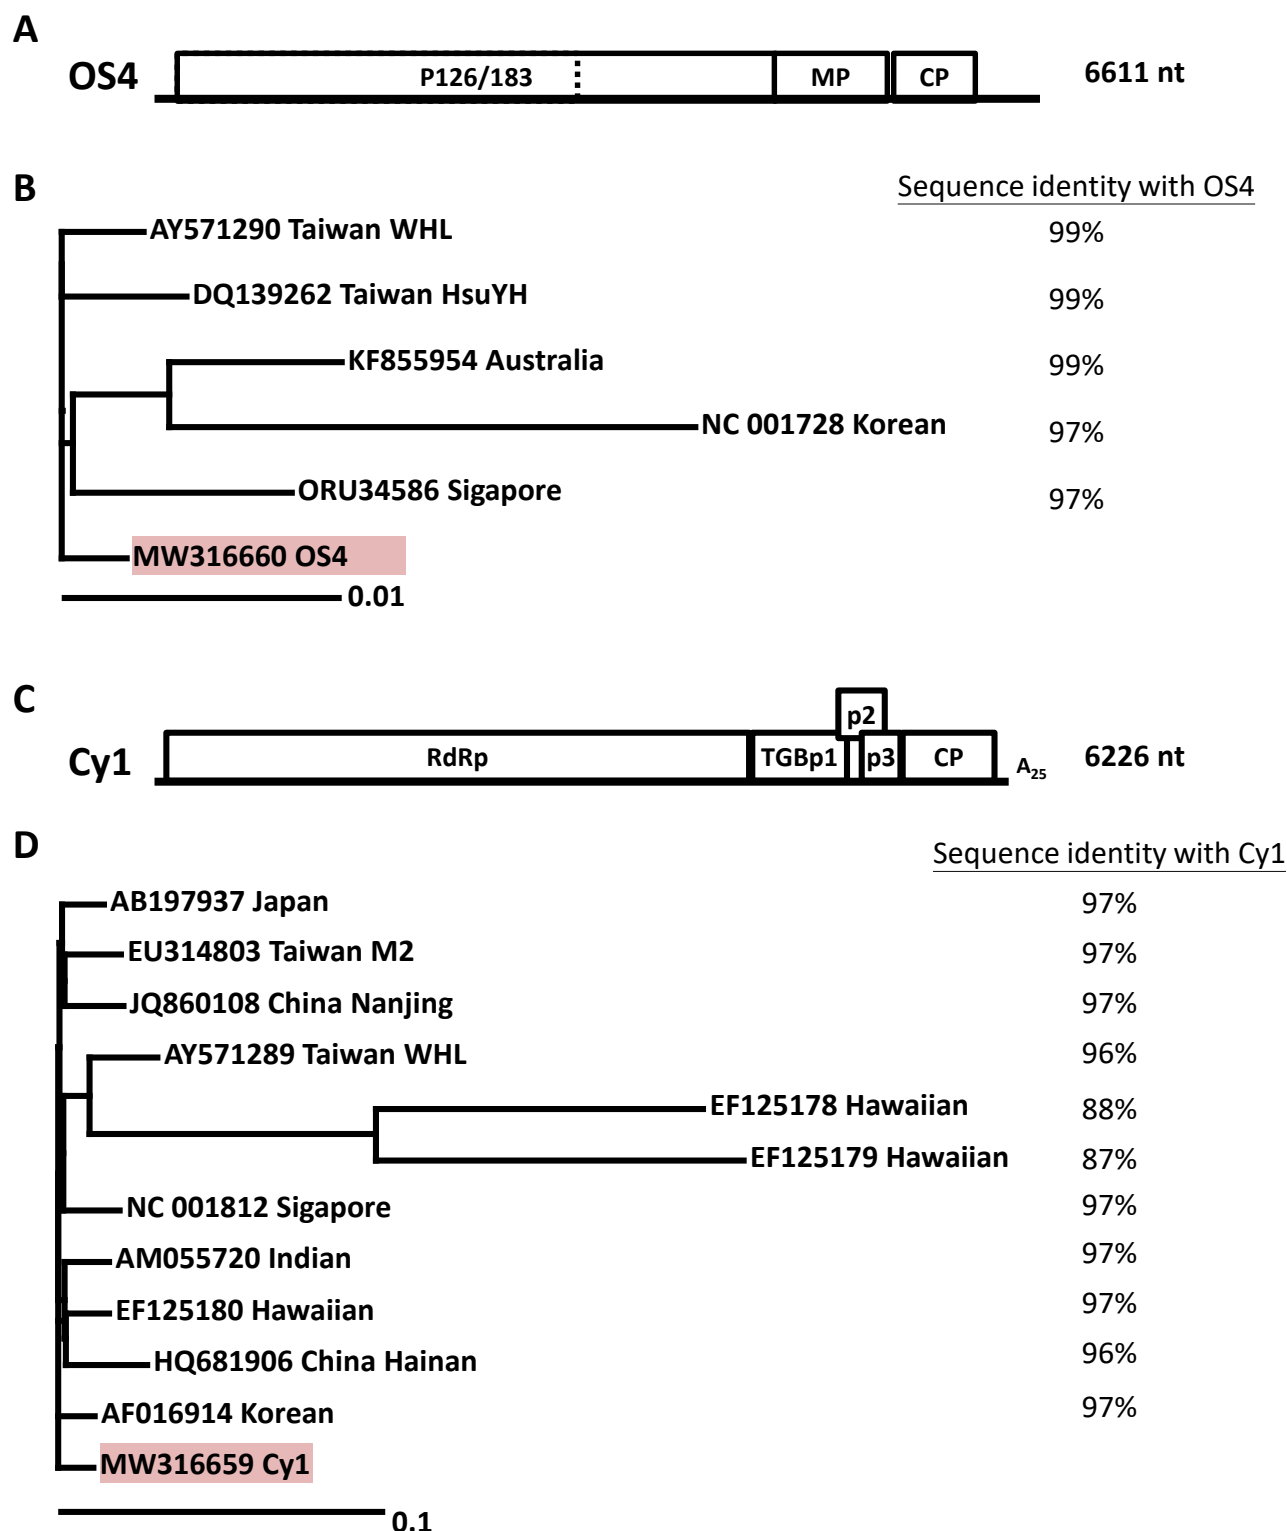 A
OS4 P126/183 MP CP 6611 nt
B
Sequence identity with OS4
AY571290 Taiwan WHL 99%
DQ139262 Taiwan HsuYH 99%
KF855954 Australia 99%
NC 001728 Korean 97%
ORU34586 Sigapore 97%
MW316660 OS4
0.01
C
p2
Cy1 RdRp TGBp1 p3 CP A25 6226 nt
D
Sequence identity with Cy1
AB197937 Japan 97%
EU314803 Taiwan M2 97%
JQ860108 China Nanjing 97%
AY571289 Taiwan WHL 96%
EF125178 Hawaiian 88%
EF125179 Hawaiian 87%
NC 001812 Sigapore 97%
AM055720 Indian 97%
EF125180 Hawaiian 97%
HQ681906 China Hainan 96%
AF016914 Korean 97%
MW316659 Cy1
0.1